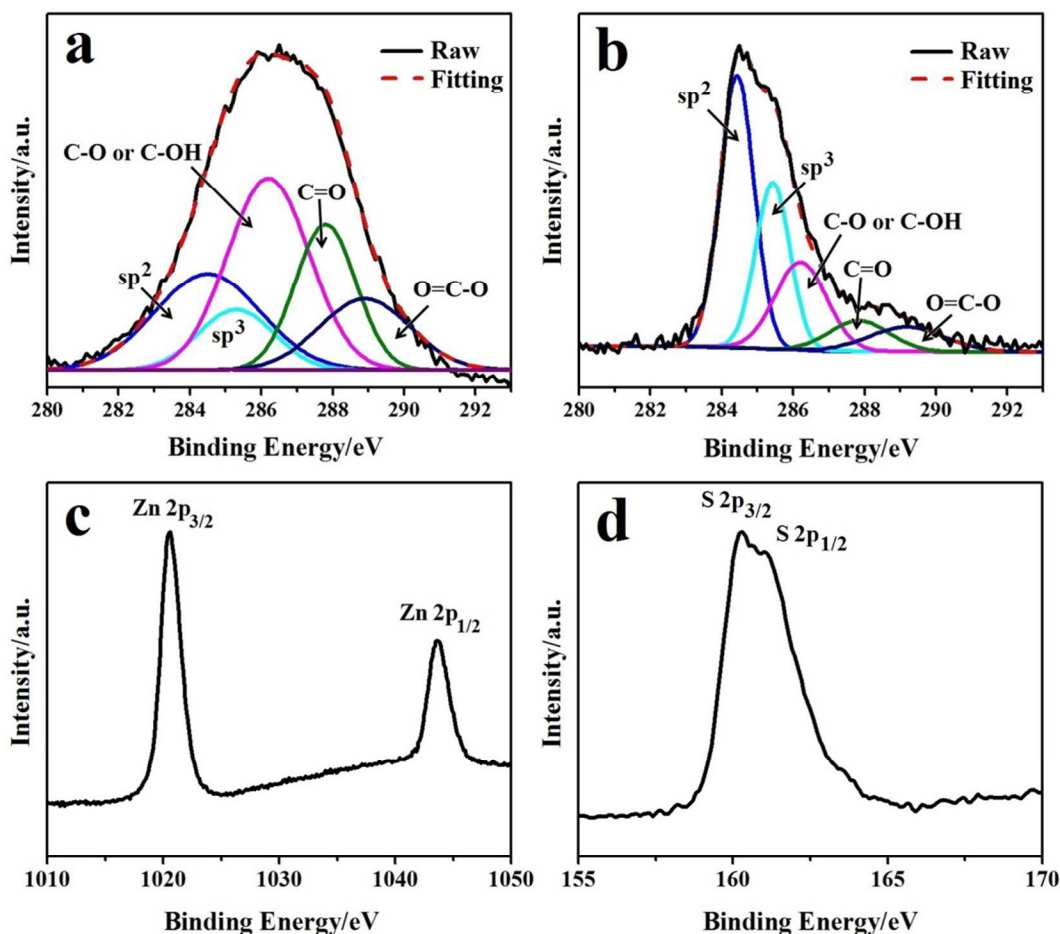 a
Raw
Fitting
C-O or C-OH
C=O
sp²
sp³
O=C-O
Intensity/a.u.
280 282 284 286 288 290 292
Binding Energy/eV
b
Raw
Fitting
sp²
sp³
C-O or C-OH
C=O
O=C-O
Intensity/a.u.
280 282 284 286 288 290 292
Binding Energy/eV
c
Zn 2p3/2
Zn 2p1/2
Intensity/a.u.
1010 1020 1030 1040 1050
Binding Energy/eV
d
S 2p3/2
S 2p1/2
Intensity/a.u.
155 160 165 170
Binding Energy/eV